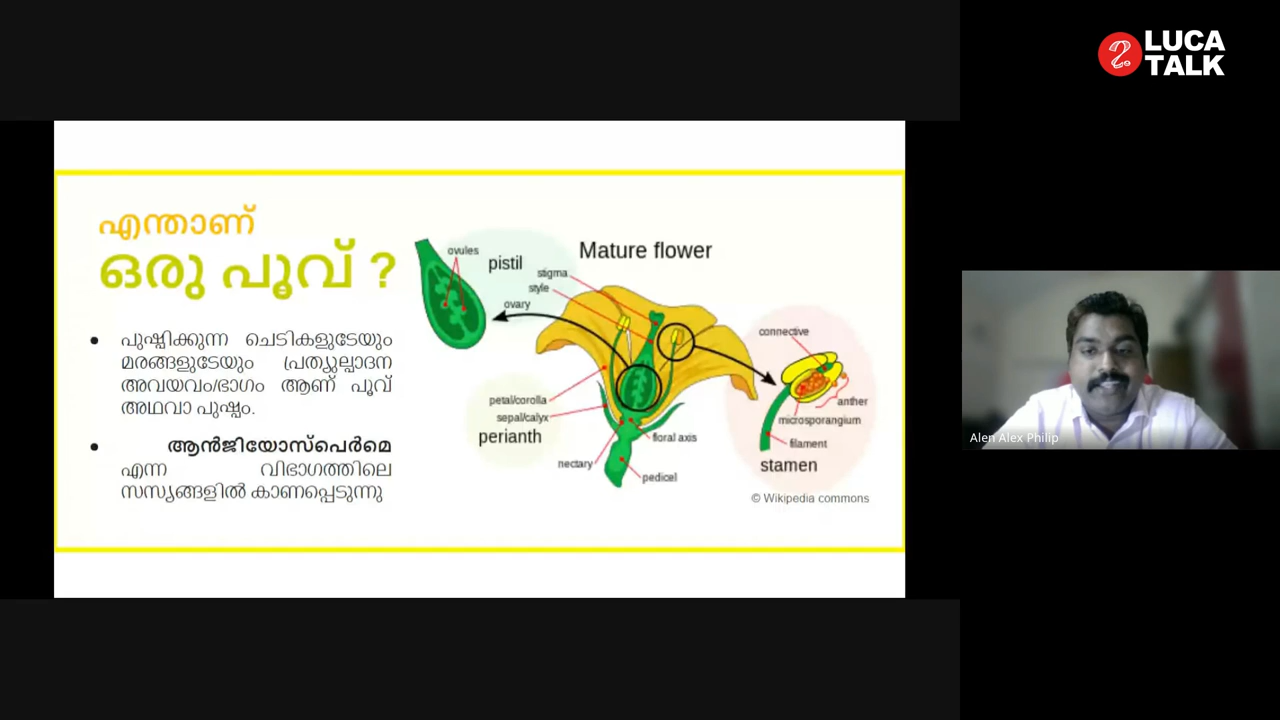 LUCA
TALK
എന്താണ്
ഒരു പൂവ് ?
പുഷ്പിക്കുന്ന ചെടികളുടേയും
മരങ്ങളുടേയും പ്രത്യുല്പാദന
അവയവം/ഭാഗം ആണ് പൂവ്
അഥവാ പുഷ്പം.
ആൻജിയോസ്പെർമെ
എന്ന വിഭാഗത്തിലെ
സസ്യങ്ങളിൽ കാണപ്പെടുന്നു
Mature flower
ovules
pistil
stigma
style
ovary
connective
petal/corolla
sepal/calyx
perianth
anther
microsporangium
floral axis
filament
nectary
stamen
pedicel
© Wikipedia commons
Alen Alex Philip